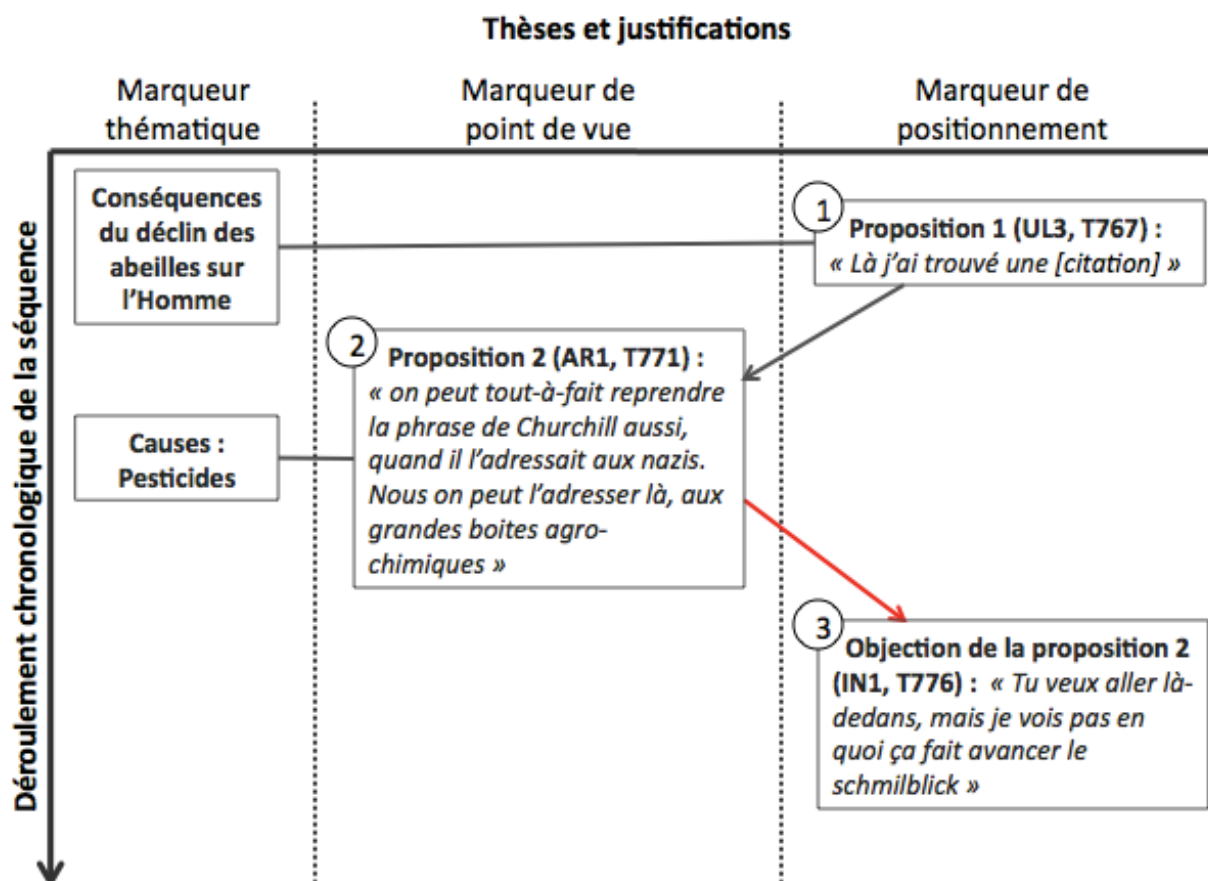 Thèses et justifications
Marqueur
thématique
Marqueur de
point de vue
Marqueur de
positionnement
Déroulement chronologique de la séquence
Conséquences
du déclin des
abeilles sur
l’Homme
1
Proposition 1 (UL3, T767) :
« Là j’ai trouvé une [citation] »
2
Proposition 2 (AR1, T771) :
« on peut tout-à-fait reprendre
la phrase de Churchill aussi,
quand il l’adressait aux nazis.
Nous on peut l’adresser là, aux
grandes boites agro-
chimiques »
Causes :
Pesticides
3
Objection de la proposition 2
(IN1, T776) : « Tu veux aller là-
dedans, mais je vois pas en
quoi ça fait avancer le
schmilblick »